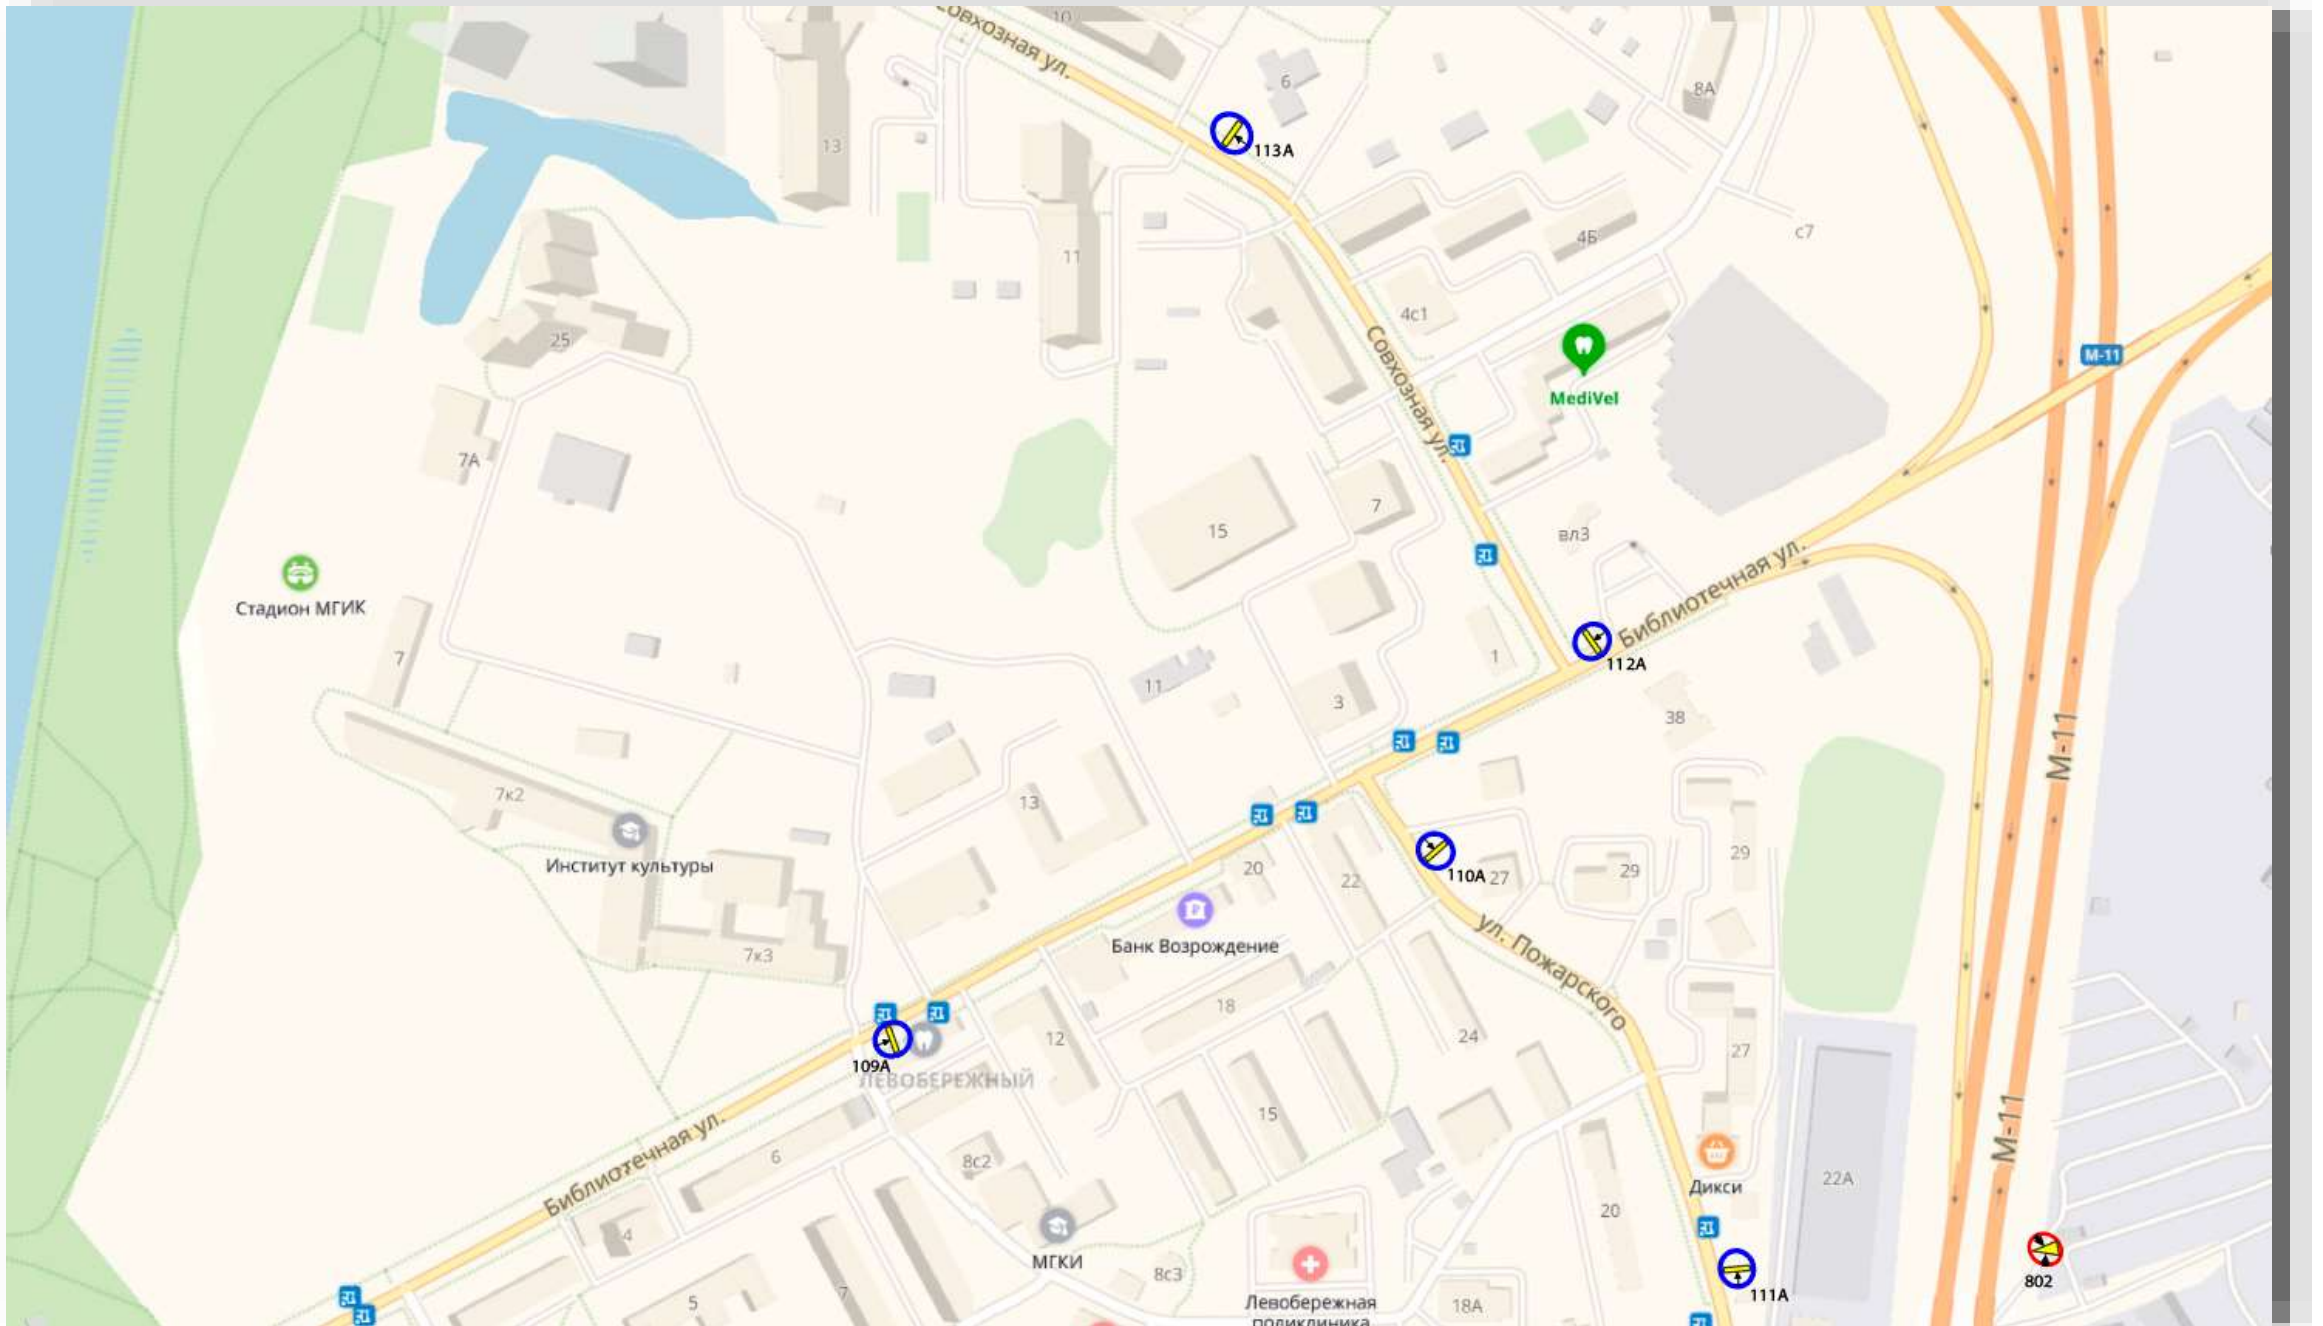 Совхозная ул.
10
6
8А
13
113А
11
4Б
с7
25
4с1
М-11
Совхозная ул.
MediVel
7А
7
15
вл3
Стадион МГИК
Библиотечная ул.
7
1
112А
11
3
38
М-11
7к2
13
Институт культуры
20
22
110А
27
29
29
Банк Возрождение
ул. Пожарского
7к3
18
12
24
27
109А
ЛЕВОБЕРЕЖНЫЙ
15
М-11
Библиотечная ул.
6
8с2
Дикси
22А
4
20
МГКИ
8с3
802
5
7
Левобережная
поликлиника
18А
111А